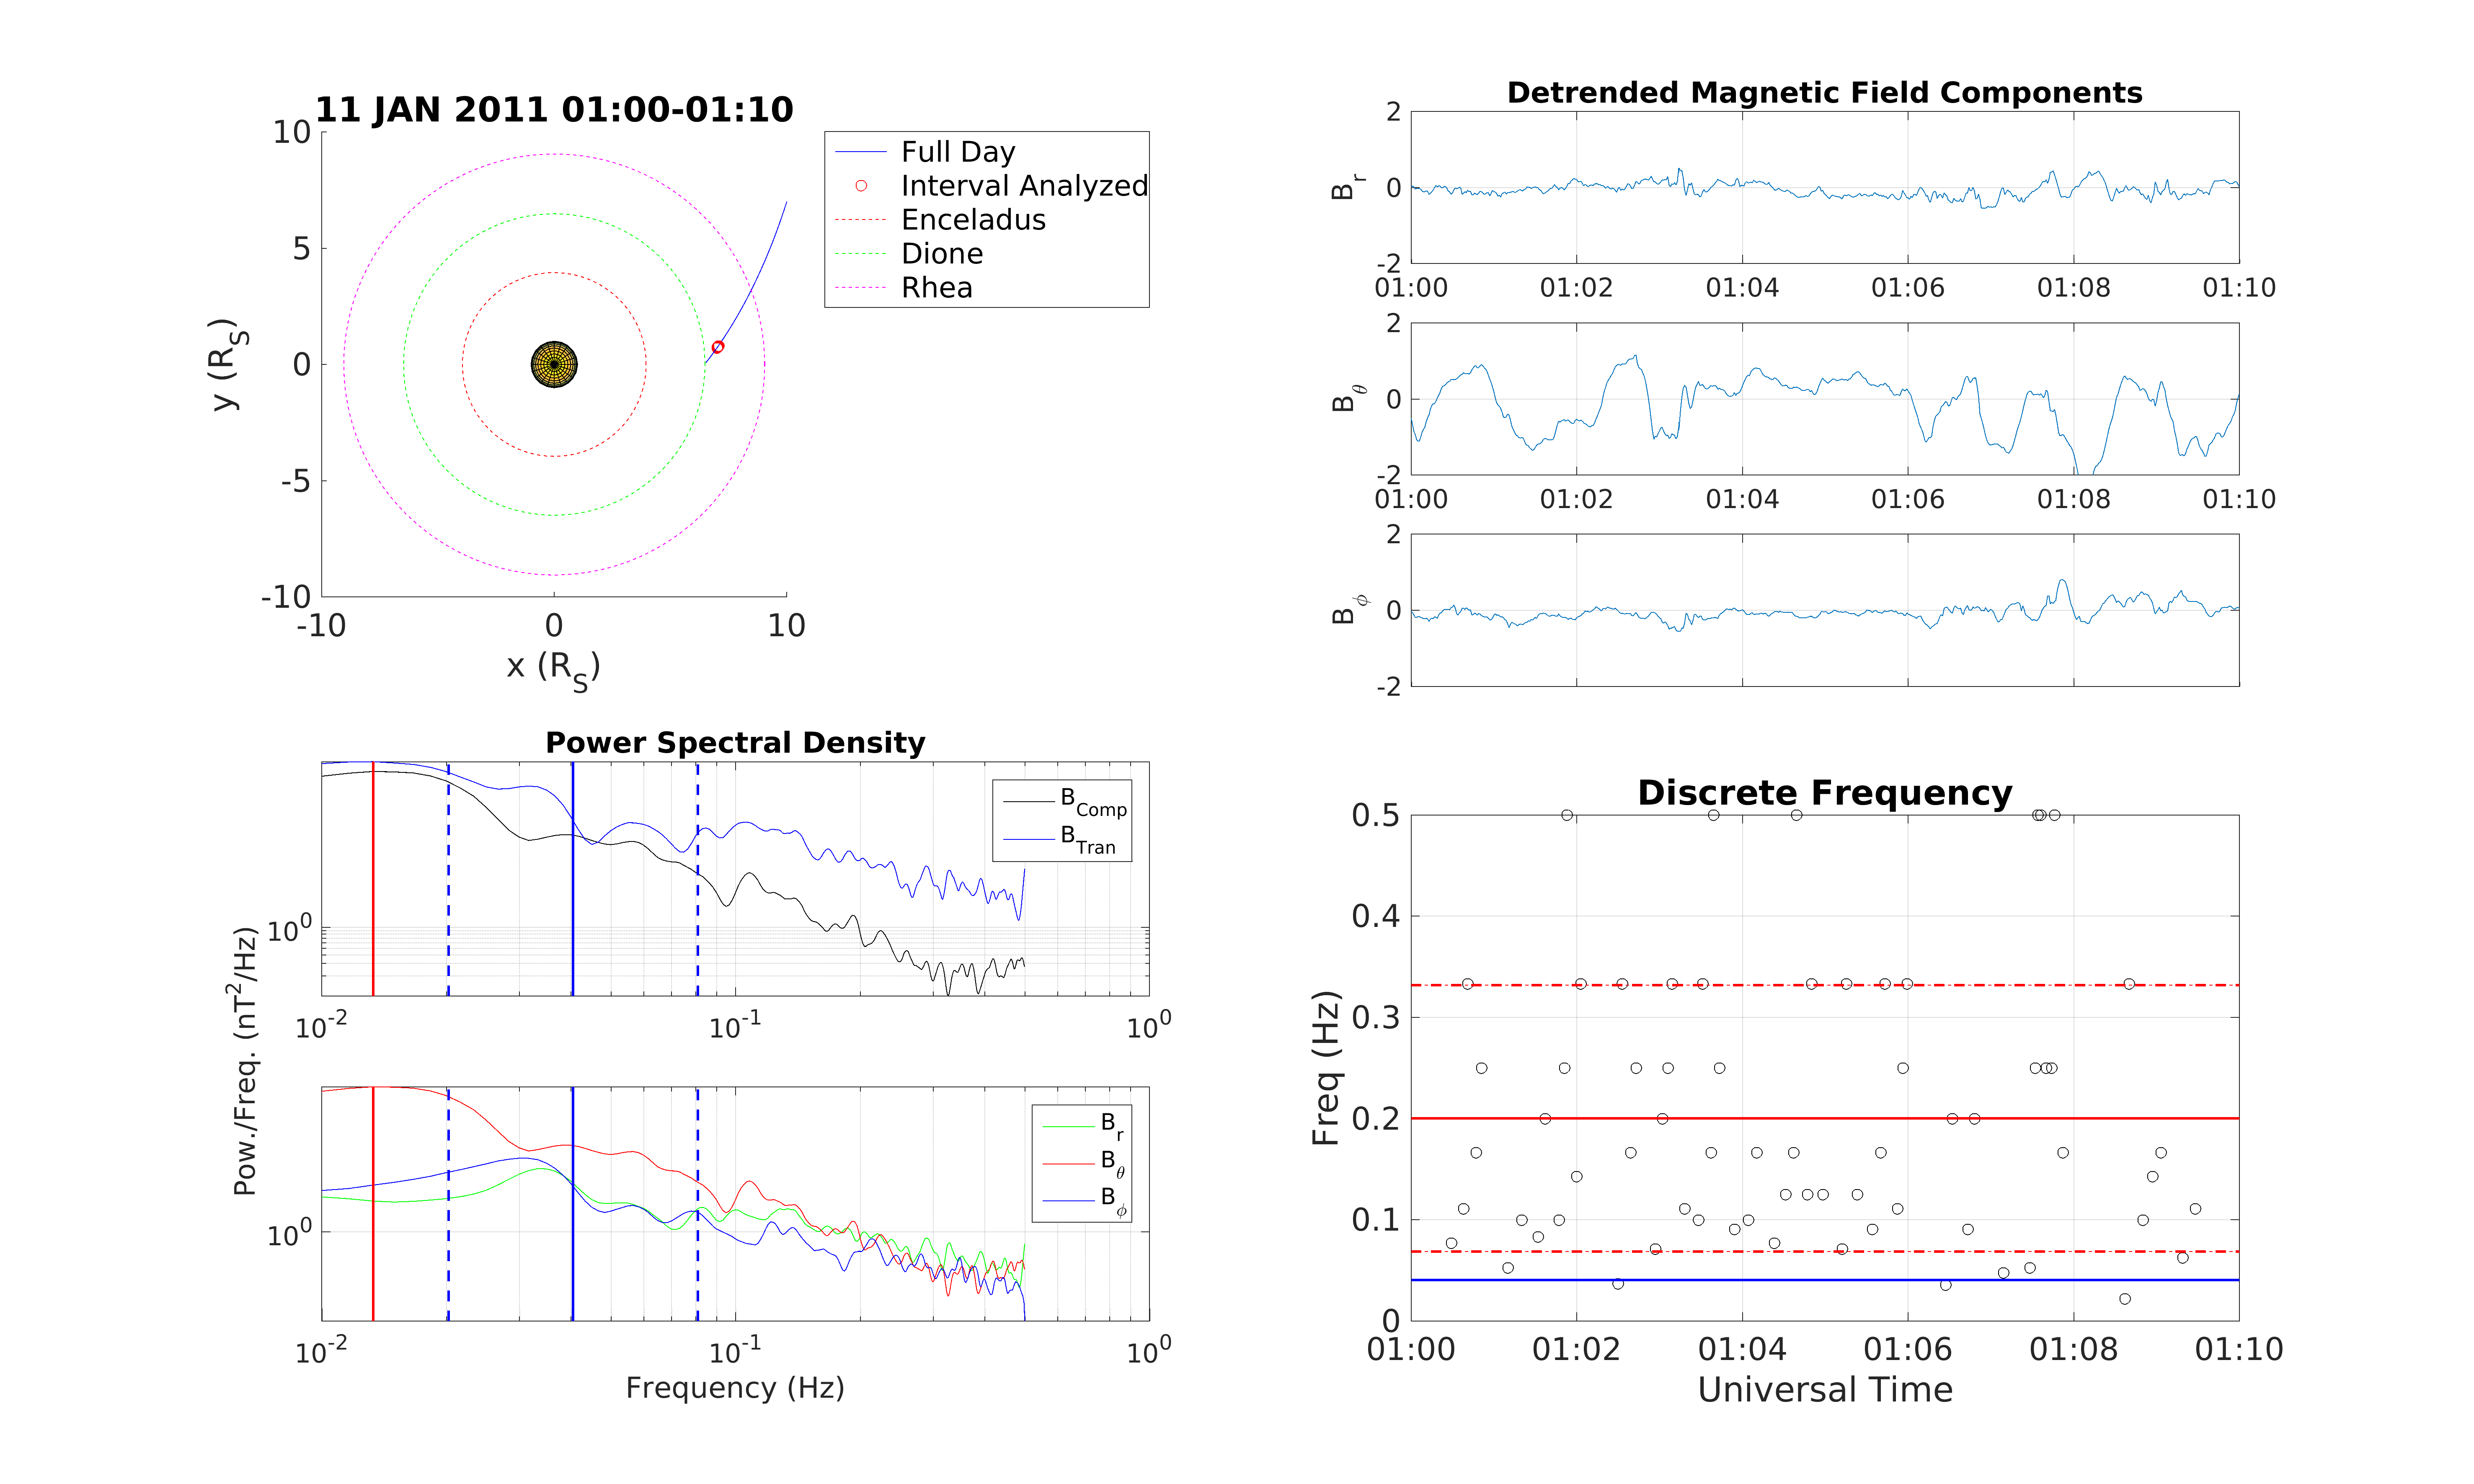 11 JAN 2011 01:00-01:10
10
5
0
-5
-10
-10 0 10
y (R_S)
x (R_S)
Full Day
Interval Analyzed
Enceladus
Dione
Rhea
Detrended Magnetic Field Components
2
0
-2
B_r
01:00 01:02 01:04 01:06 01:08 01:10
2
0
-2
B_θ
01:00 01:02 01:04 01:06 01:08 01:10
2
0
-2
B_ϕ
Power Spectral Density
10^0
B_Comp
B_Tran
10^-2 10^-1 10^0
Pow./Freq. (nT^2/Hz)
10^0
B_r
B_θ
B_ϕ
10^-2 10^-1 10^0
Frequency (Hz)
Discrete Frequency
0.5
0.4
0.3
0.2
0.1
0
Freq (Hz)
01:00 01:02 01:04 01:06 01:08 01:10
Universal Time